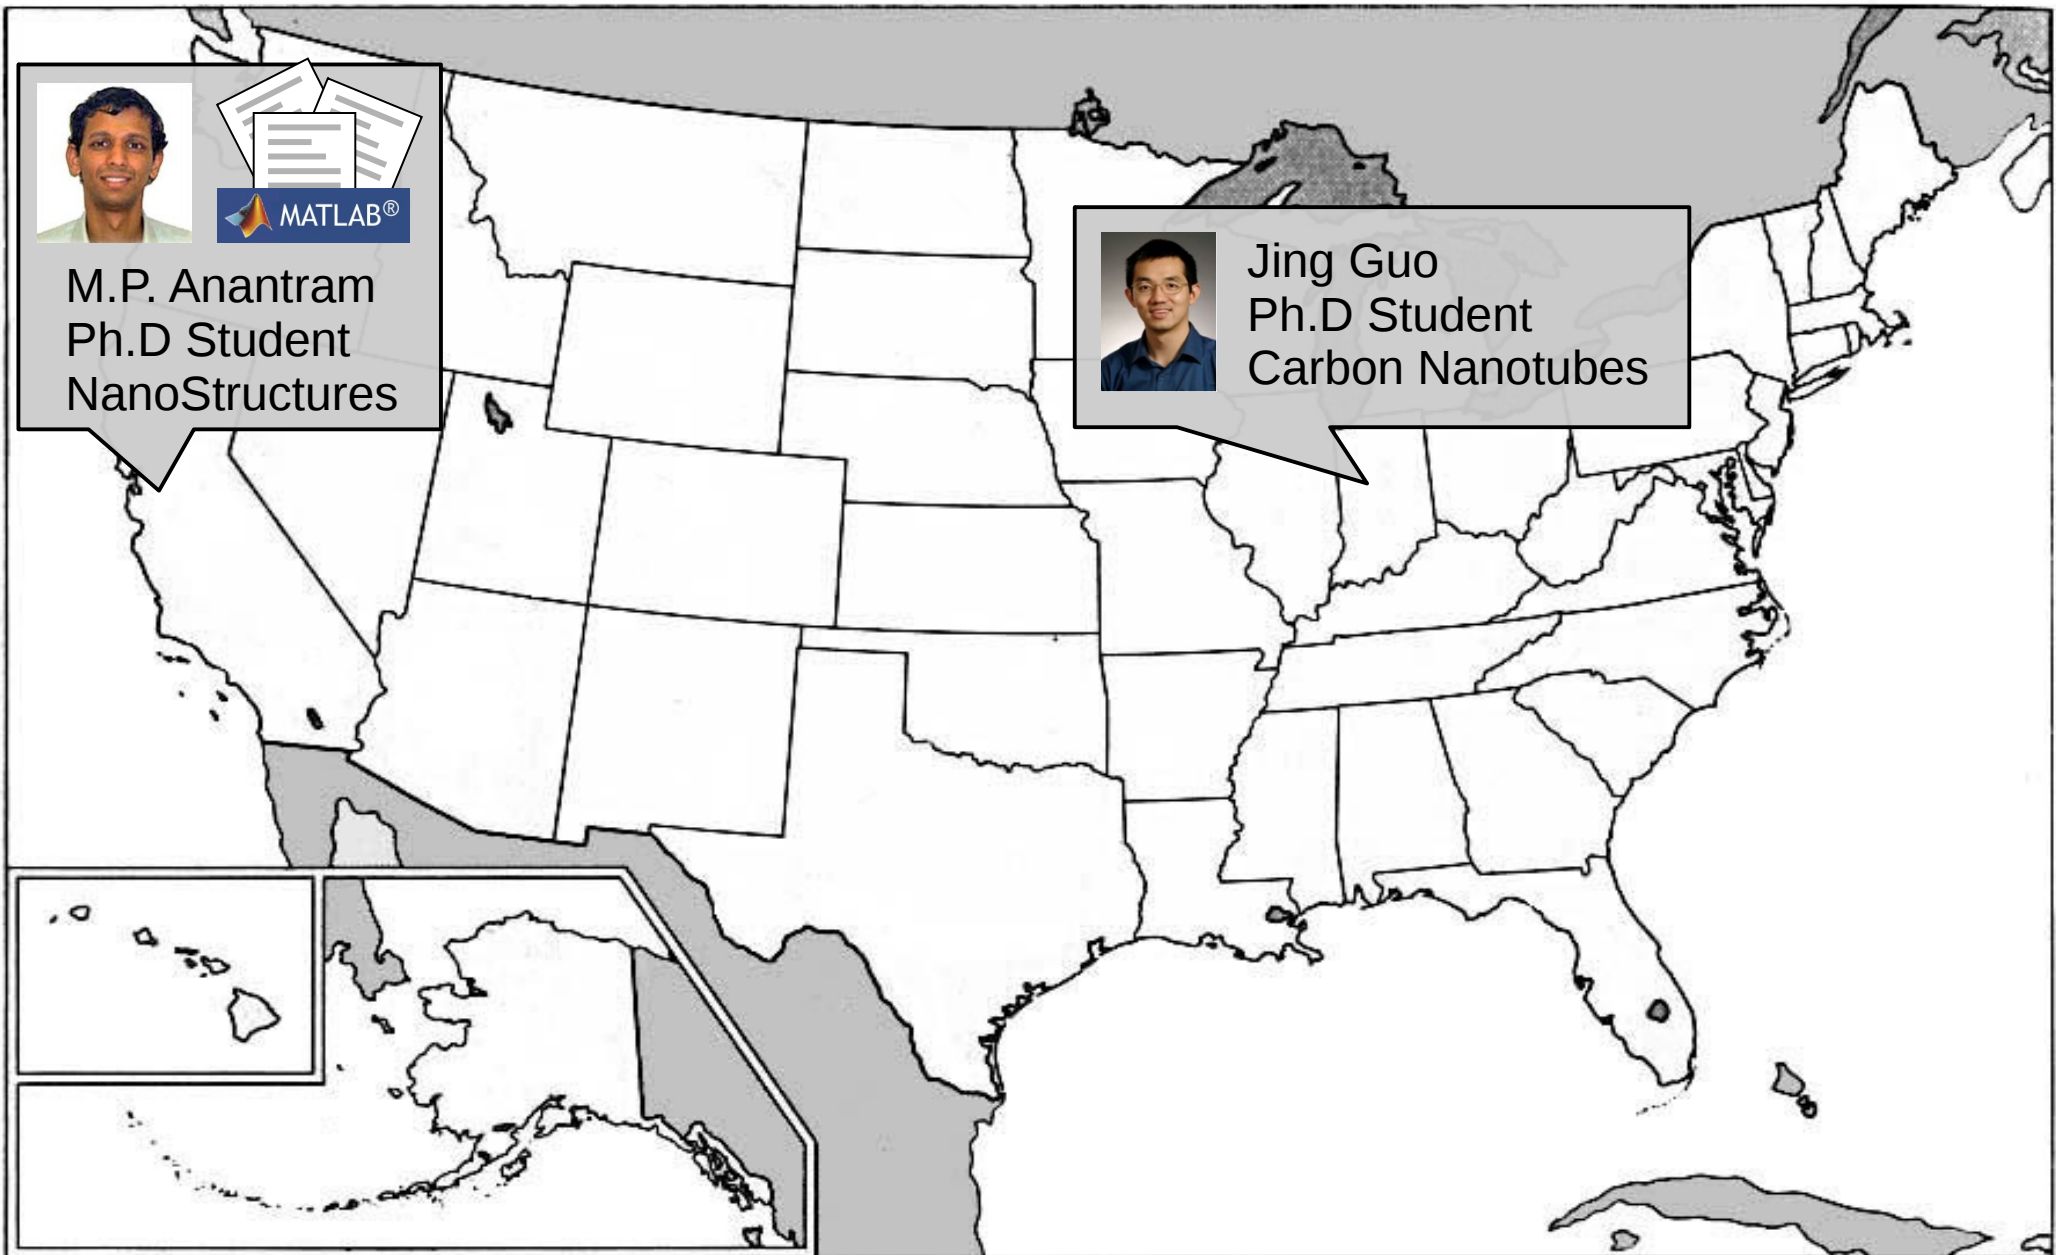 MATLAB®
M.P. Anantram
Ph.D Student
NanoStructures
Jing Guo
Ph.D Student
Carbon Nanotubes